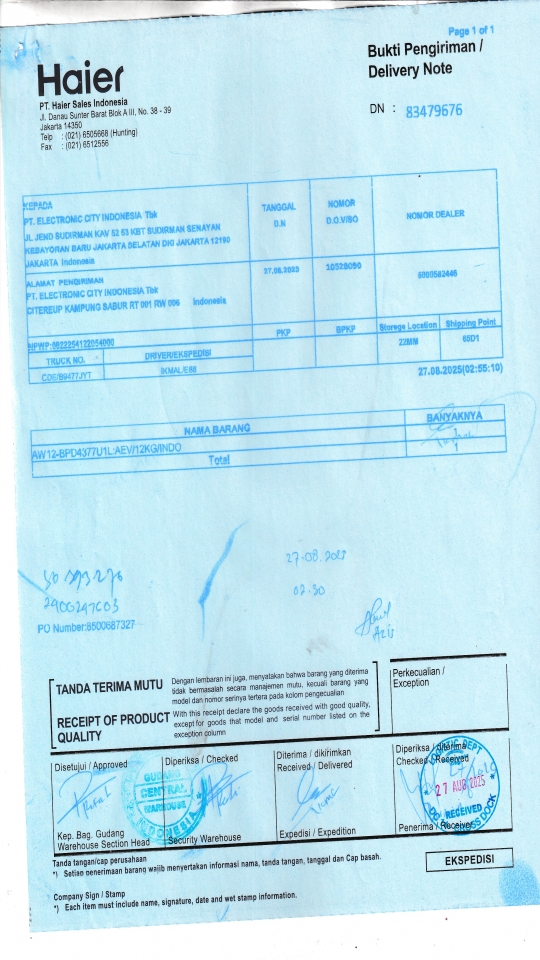 Page 1 of 1
Haier
Bukti Pengiriman /
Delivery Note
PT. Haier Sales Indonesia
Jl. Danau Sunter Barat Blok A III, No. 38 - 39
Jakarta 14350
Telp : (021) 6505668 (Hunting)
Fax : (021) 6512556
DN : 83479676
KEPADA
PT. ELECTRONIC CITY INDONESIA Tbk
JL JEND SUDIRMAN KAV 52 53 KBT SUDIRMAN SENAYAN
KEBAYORAN BARU JAKARTA SELATAN DKI JAKARTA 12190
JAKARTA Indonesia
TANGGAL
D.N
NOMOR
D.O.V/SO
NOMOR DEALER
ALAMAT PENGIRIMAN
PT. ELECTRONIC CITY INDONESIA Tbk
CITEREUP KAMPUNG SABUR RT 001 RW 006 Indonesia
27.08.2025
10529090
NPWP:0022254122054000
PKP
BPKP
Storege Location
Shipping Point
22MM
TRUCK NO.
DRIVER/EKSPEDISI
IKMAL/E88
27.08.2025(02:55:10)
NAMA BARANG
BANYAKNYA
AW12-BPD4377U1L:AEV/12KG/INDO
1
Total
1
27-08.2025
02.30
2900297603
PO Number:8500687327
Azis
TANDA TERIMA MUTU
Dengan lembaran ini juga, menyatakan bahwa barang yang diterima
tidak bermasalah secara manajemen mutu, kecuali barang yang
model dan nomor serinya tertera pada kolom pengecualian
RECEIPT OF PRODUCT
QUALITY
With this receipt declare the goods received with good quality,
except for goods that model and serial number listed on the
exception column
Perkecualian /
Exception
Disetujui / Approved
Diperiksa / Checked
Diterima / dikirimkan
Received / Delivered
Diperiksa / diterima
Checked / Received
GUDANG
CENTRAL
WAREHOUSE
INDONESIA
27 AUG 2025
RECEIVED
Kep. Bag. Gudang
Warehouse Section Head
Security Warehouse
Expedisi / Expedition
Penerima / Receiver
Tanda tangan/cap perusahaan
*) Setiap penerimaan barang wajib menyertakan informasi nama, tanda tangan, tanggal dan Cap basah.
EKSPEDISI
Company Sign / Stamp
*) Each item must include name, signature, date and wet stamp information.